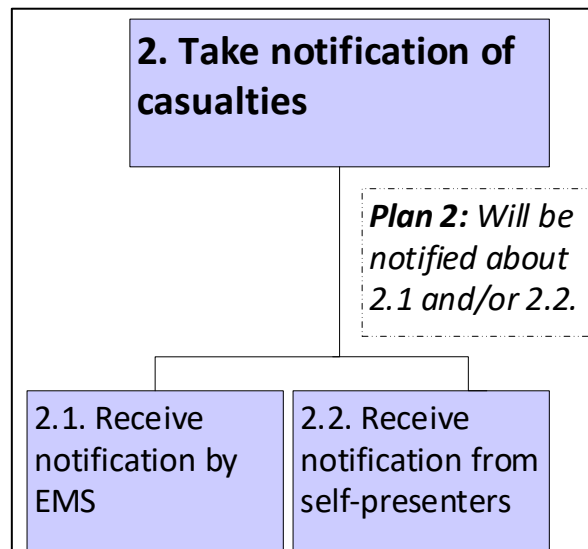 2. Take notification of
casualties
Plan 2: Will be
notified about
2.1 and/or 2.2.
2.1. Receive
notification by
EMS
2.2. Receive
notification from
self-presenters